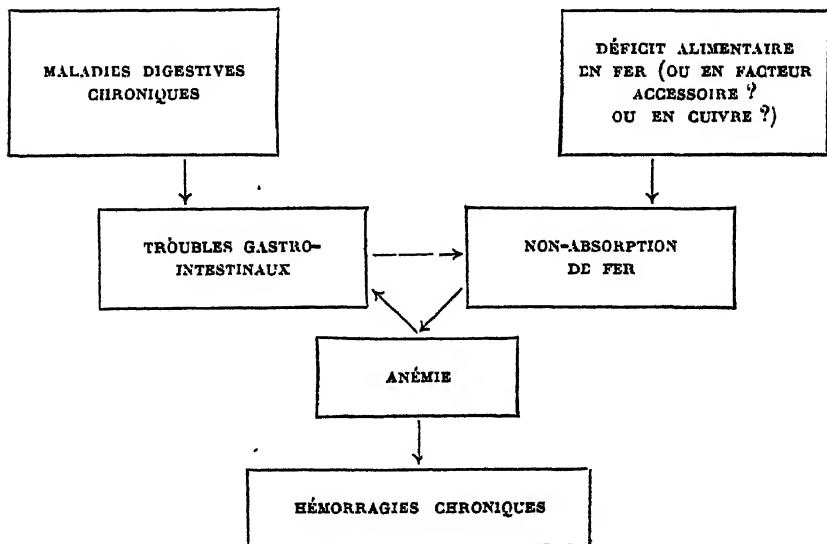 MALADIES DIGESTIVES
CHRONIQUES
DÉFICIT ALIMENTAIRE
EN FER (OU EN FACTEUR
ACCESSOIRE ?
OU EN CUIVRE ?)
TROUBLES GASTRO-
INTESTINAUX
NON-ABSORPTION
DE FER
ANÉMIE
HÉMORRAGIES CHRONIQUES